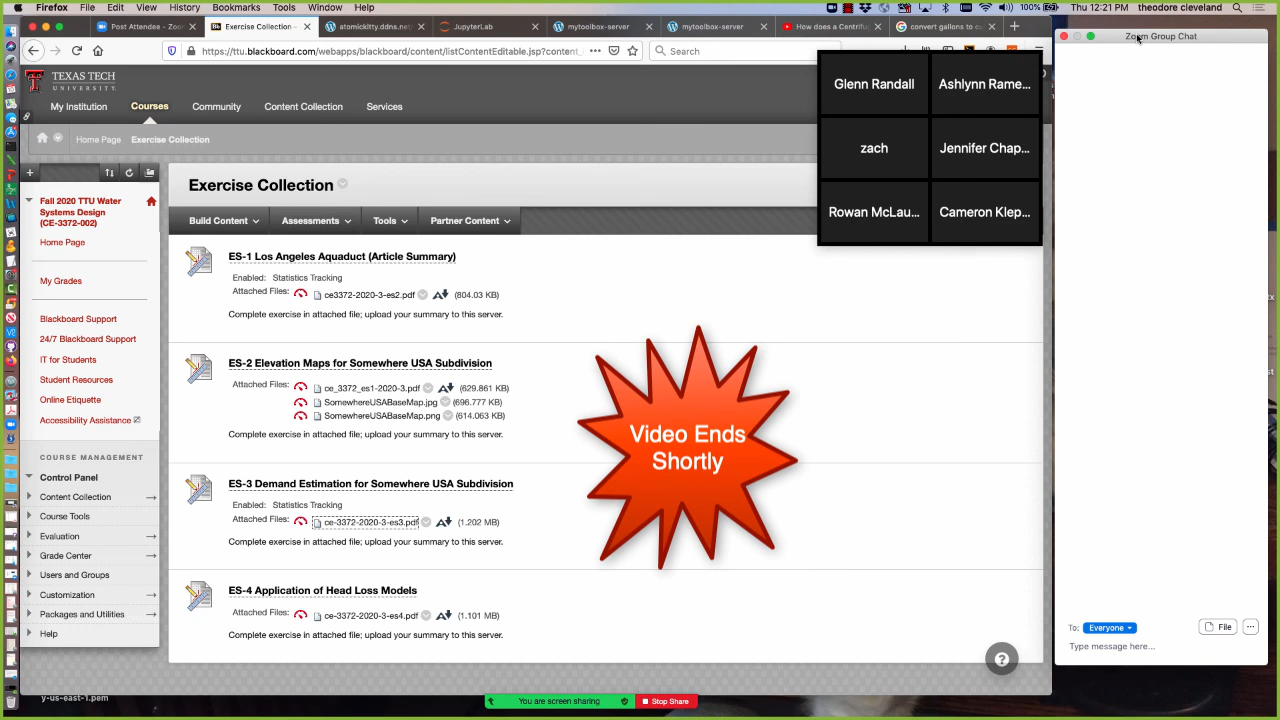 Firefox File Edit View History Bookmarks Tools Window Help
100% Thu 12:21 PM theodore cleveland
Post Attendee - Zoom
Exercise Collection –
atomickitty.ddns.net
JupyterLab
mytoolbox-server
mytoolbox-server
How does a Centrifu
convert gallons to cu
https://ttu.blackboard.com/webapps/blackboard/content/listContentEditable.jsp?content_
Search
Zoom Group Chat
TEXAS TECH
UNIVERSITY
My Institution Courses Community Content Collection Services
Home Page Exercise Collection
Glenn Randall
Ashlynn Rame...
zach
Jennifer Chap...
Rowan McLau...
Cameron Klep...
Fall 2020 TTU Water
Systems Design
(CE-3372-002)
Home Page
My Grades
Blackboard Support
24/7 Blackboard Support
IT for Students
Student Resources
Online Etiquette
Accessibility Assistance
COURSE MANAGEMENT
Control Panel
Content Collection
Course Tools
Evaluation
Grade Center
Users and Groups
Customization
Packages and Utilities
Help
Exercise Collection
Build Content Assessments Tools Partner Content
ES-1 Los Angeles Aquaduct (Article Summary)
Enabled: Statistics Tracking
Attached Files: ce3372-2020-3-es2.pdf (804.03 KB)
Complete exercise in attached file; upload your summary to this server.
ES-2 Elevation Maps for Somewhere USA Subdivision
Attached Files: ce_3372_es1-2020-3.pdf (629.861 KB)
SomewhereUSABaseMap.jpg (696.777 KB)
SomewhereUSABaseMap.png (614.063 KB)
Complete exercise in attached file; upload your summary to this server.
ES-3 Demand Estimation for Somewhere USA Subdivision
Enabled: Statistics Tracking
Attached Files: ce-3372-2020-3-es3.pdf (1.202 MB)
Complete exercise in attached file; upload your summary to this server.
ES-4 Application of Head Loss Models
Attached Files: ce-3372-2020-3-es4.pdf (1.101 MB)
Complete exercise in attached file; upload your summary to this server.
Video Ends
Shortly
To: Everyone File
Type message here...
y-us-east-1.pem
You are screen sharing Stop Share